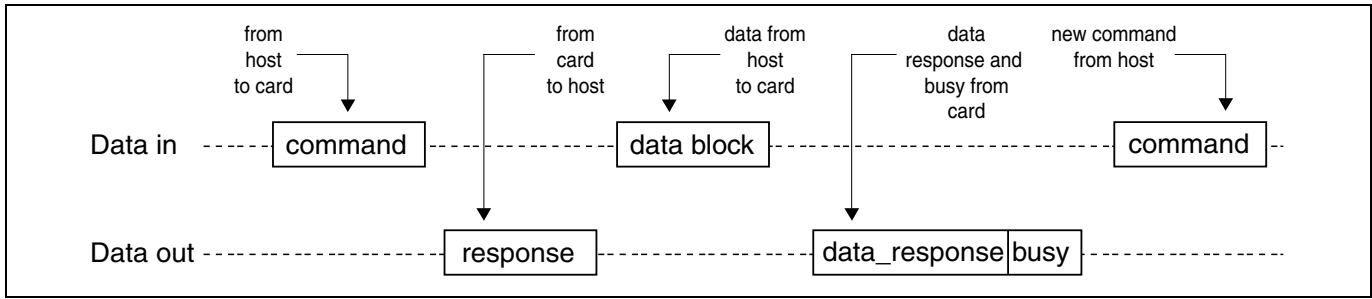 from
host
to card
from
card
to host
data from
host
to card
data
response and
busy from
card
new command
from host
Data in
command
data block
command
Data out
response
data_response
busy